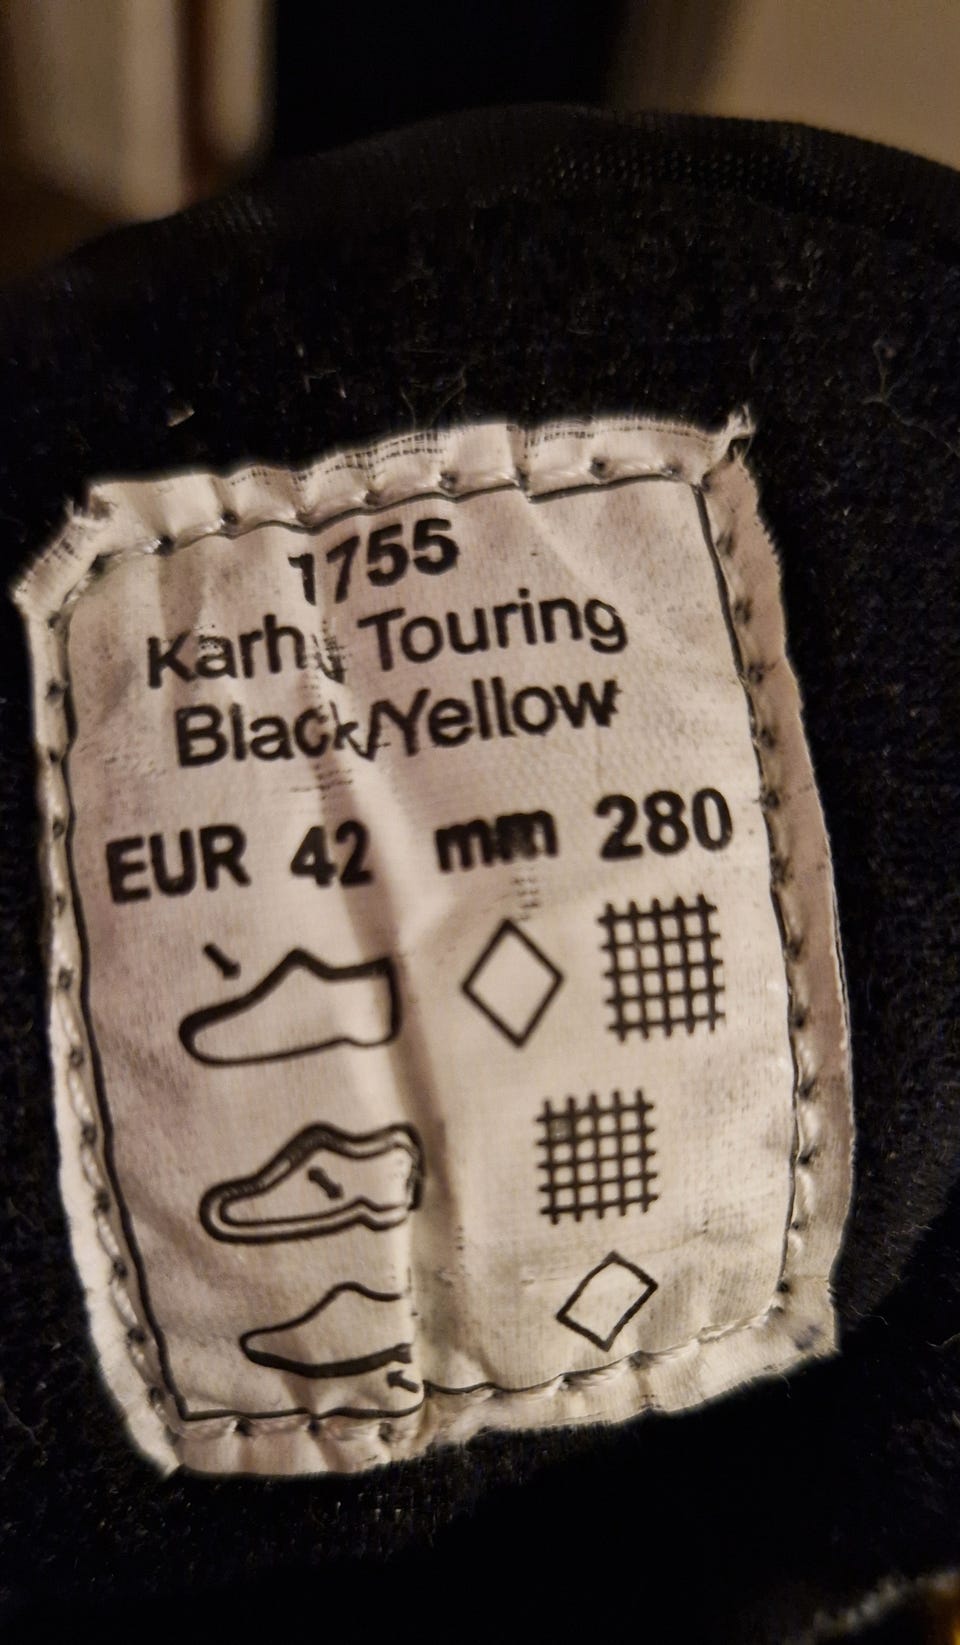 1755
Karhu Touring
Black/Yellow
EUR 42 mm 280